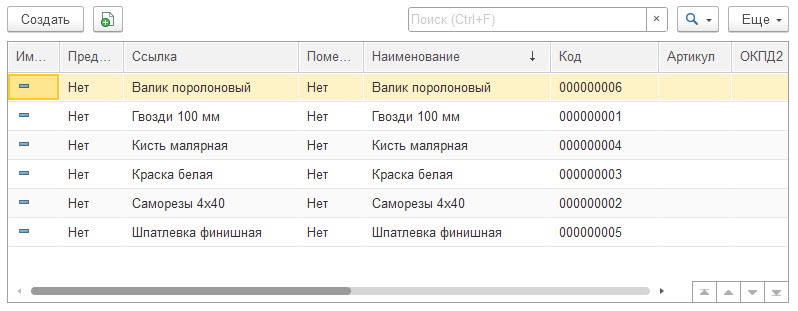 Создать Поиск (Ctrl+F) × Еще
Им... Пред... Ссылка Поме... Наименование ↓ Код Артикул ОКПД2
Нет Валик поролоновый Нет Валик поролоновый 000000006
Нет Гвозди 100 мм Нет Гвозди 100 мм 000000001
Нет Кисть малярная Нет Кисть малярная 000000004
Нет Краска белая Нет Краска белая 000000003
Нет Саморезы 4х40 Нет Саморезы 4х40 000000002
Нет Шпатлевка финишная Нет Шпатлевка финишная 000000005